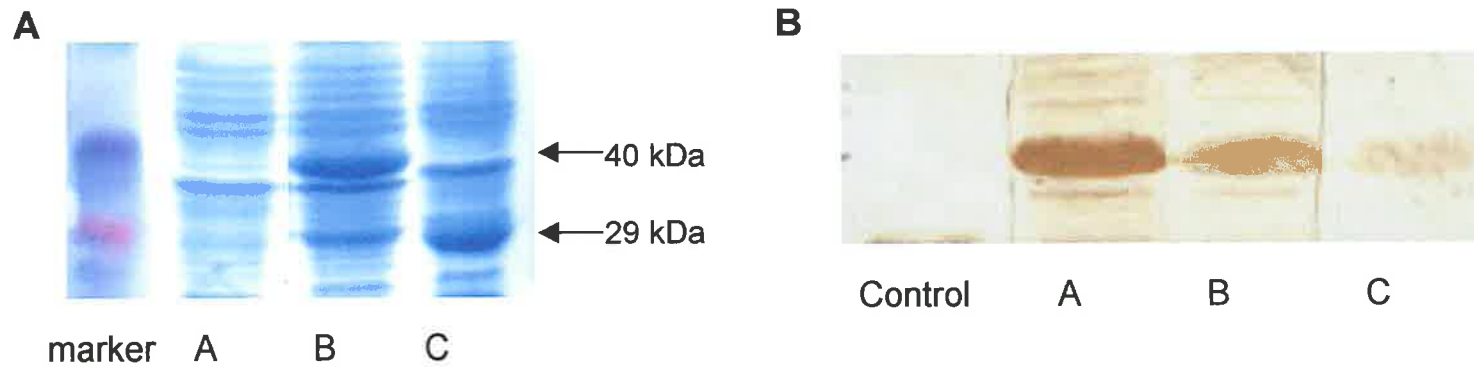 A
B
40 kDa
29 kDa
marker A B C
Control A B C